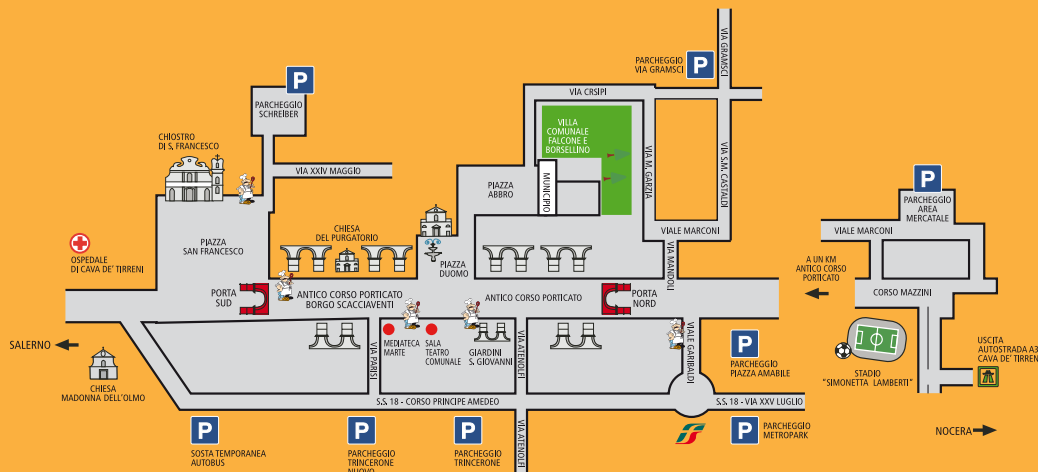 VIA GRAMSCI
PARCHEGGIO
VIA GRAMSCI
P
P
PARCHEGGIO
SCHREIBER
VIA CRSIPI
VILLA
COMUNALE
FALCONE E
BORSELLINO
CHIOSTRO
DI S. FRANCESCO
VIA XXIV MAGGIO
PIAZZA
ABBRO
MUNICIPIO
VIA M. GARZIA
VIA S.M. CASTALDI
P
PARCHEGGIO
AREA
MERCATALE
VIALE MARCONI
VIALE MARCONI
PIAZZA
SAN FRANCESCO
CHIESA
DEL PURGATORIO
PIAZZA
DUOMO
VIA MANDOLI
OSPEDALE
DI CAVA DE' TIRRENI
A UN KM
ANTICO CORSO
PORTICATO
CORSO MAZZINI
PORTA
SUD
ANTICO CORSO PORTICATO
BORGO SCACCIAVENTI
ANTICO CORSO PORTICATO
PORTA
NORD
SALERNO
CHIESA
MADONNA DELL'OLMO
VIA PARISI
MEDIATECA
MARTE
SALA
TEATRO
COMUNALE
GIARDINI
S. GIOVANNI
VIA ATENOLFI
VIALE GARIBALDI
P
PARCHEGGIO
PIAZZA AMABILE
STADIO
"SIMONETTA LAMBERTI"
USCITA
AUTOSTRADA A3
CAVA DE' TIRREN
S.S. 18 - CORSO PRINCIPE AMEDEO
S.S. 18 - VIA XXV LUGLIO
P
SOSTA TEMPORANEA
AUTOBUS
P
PARCHEGGIO
TRINCERONE
NUOVO
P
PARCHEGGIO
TRINCERONE
VIA ATENOLFI
P
PARCHEGGIO
METROPARK
NOCERA